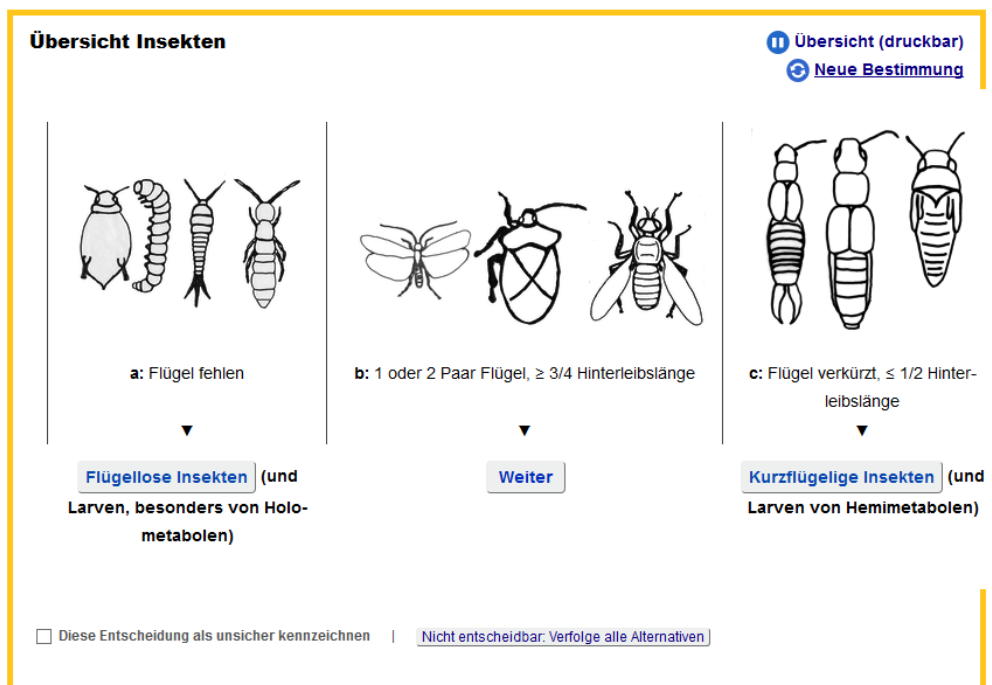 Übersicht Insekten
Übersicht (druckbar)
Neue Bestimmung
a: Flügel fehlen
▼
Flügellose Insekten (und
Larven, besonders von Holo-
metabolen)
b: 1 oder 2 Paar Flügel, ≥ 3/4 Hinterleibslänge
▼
Weiter
c: Flügel verkürzt, ≤ 1/2 Hinter-
leibslänge
▼
Kurzflügelige Insekten (und
Larven von Hemimetabolen)
Diese Entscheidung als unsicher kennzeichnen | Nicht entscheidbar: Verfolge alle Alternativen